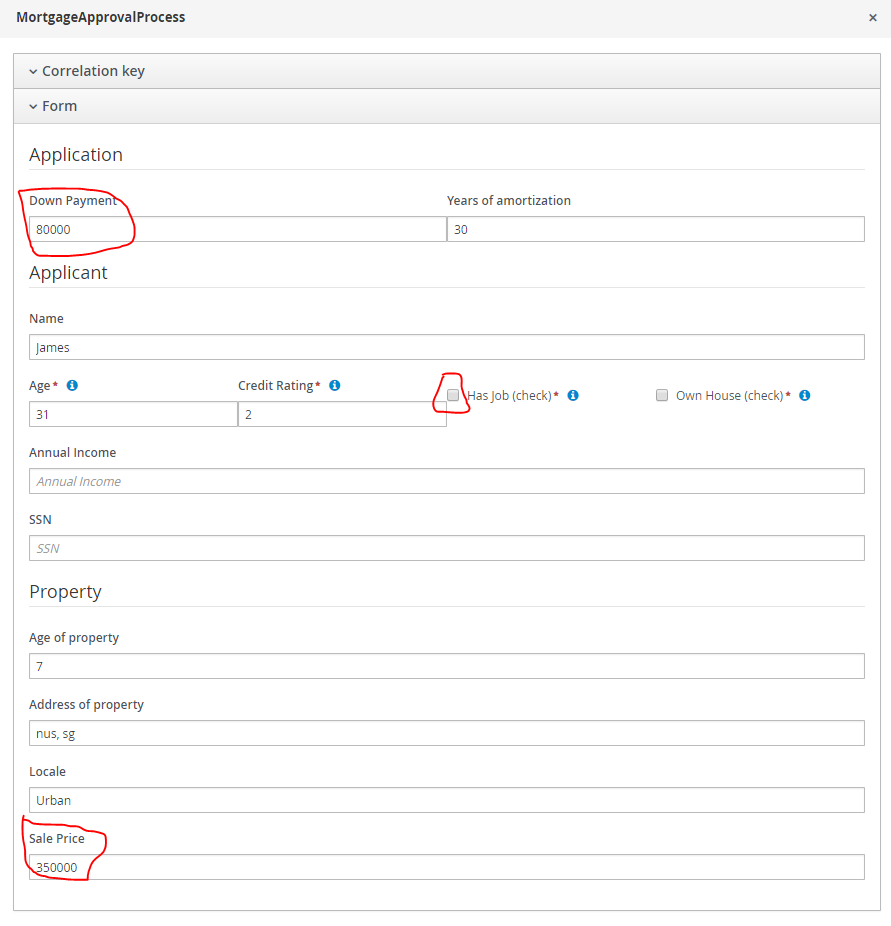 MortgageApprovalProcess ×
Correlation key
Form
Application
Down Payment Years of amortization
80000 30
Applicant
Name
James
Age* Credit Rating* Has Job (check)* Own House (check)*
31 2
Annual Income
Annual Income
SSN
SSN
Property
Age of property
7
Address of property
nus, sg
Locale
Urban
Sale Price
350000